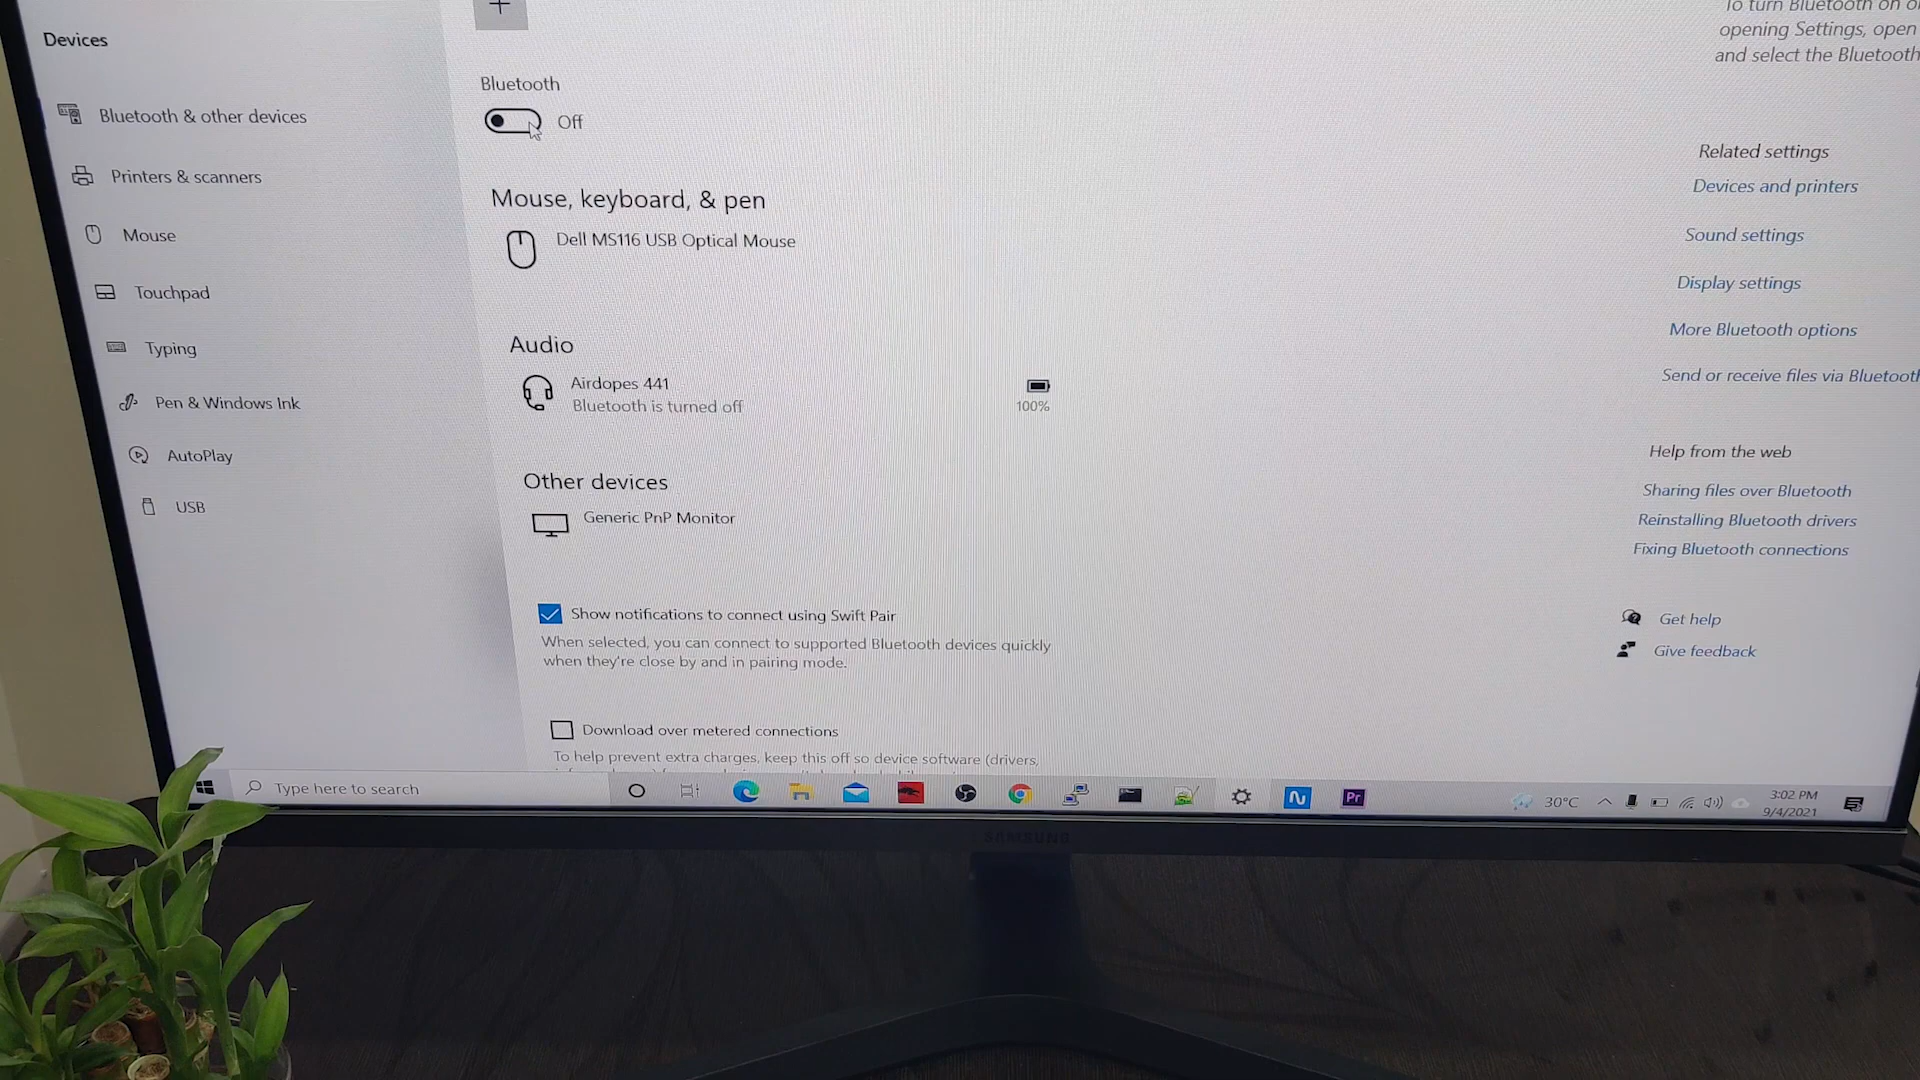 Devices
Bluetooth & other devices
Printers & scanners
Mouse
Touchpad
Typing
Pen & Windows Ink
AutoPlay
USB
Bluetooth
Off
Mouse, keyboard, & pen
Dell MS116 USB Optical Mouse
Audio
Airdopes 441
Bluetooth is turned off
100%
Other devices
Generic PnP Monitor
Show notifications to connect using Swift Pair
When selected, you can connect to supported Bluetooth devices quickly
when they're close by and in pairing mode.
Download over metered connections
To help prevent extra charges, keep this off so device software (drivers,
To turn Bluetooth on o
opening Settings, open
and select the Bluetooth
Related settings
Devices and printers
Sound settings
Display settings
More Bluetooth options
Send or receive files via Bluetooth
Help from the web
Sharing files over Bluetooth
Reinstalling Bluetooth drivers
Fixing Bluetooth connections
Get help
Give feedback
Type here to search
Pr
30°C
3:02 PM
9/4/2021
SAMSUNG